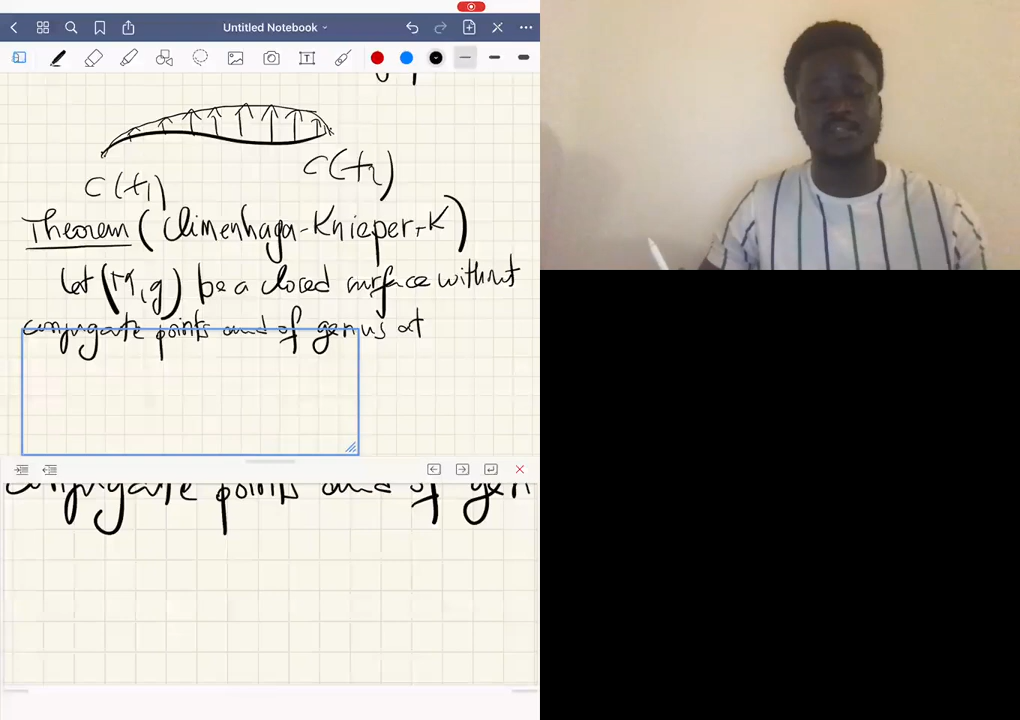 Untitled Notebook
C(t1)
C(t2)
Theorem (Climenhaga-Knieper-K)
Let (M,g) be a closed surface without
conjugate points and of genus at
conjugate points and of gen